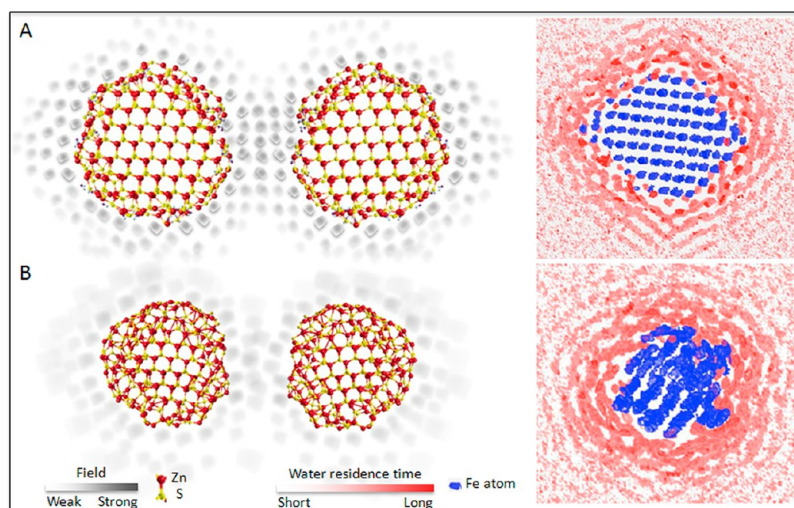 A
B
Field
Weak Strong
Zn
S
Water residence time
Short Long
Fe atom